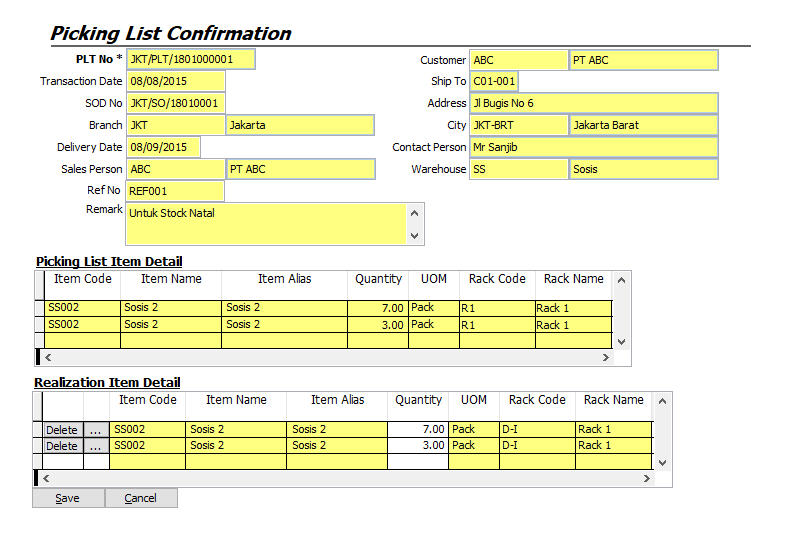 Picking List Confirmation
PLT No * JKT/PLT/1801000001 Customer ABC PT ABC
Transaction Date 08/08/2015 Ship To C01-001
SOD No JKT/SO/18010001 Address Jl Bugis No 6
Branch JKT Jakarta City JKT-BRT Jakarta Barat
Delivery Date 08/09/2015 Contact Person Mr Sanjib
Sales Person ABC PT ABC Warehouse SS Sosis
Ref No REF001
Remark Untuk Stock Natal
Picking List Item Detail
Item Code Item Name Item Alias Quantity UOM Rack Code Rack Name
SS002 Sosis 2 Sosis 2 7.00 Pack R1 Rack 1
SS002 Sosis 2 Sosis 2 3.00 Pack R1 Rack 1
Realization Item Detail
Item Code Item Name Item Alias Quantity UOM Rack Code Rack Name
Delete ... SS002 Sosis 2 Sosis 2 7.00 Pack D-I Rack 1
Delete ... SS002 Sosis 2 Sosis 2 3.00 Pack D-I Rack 1
Save Cancel